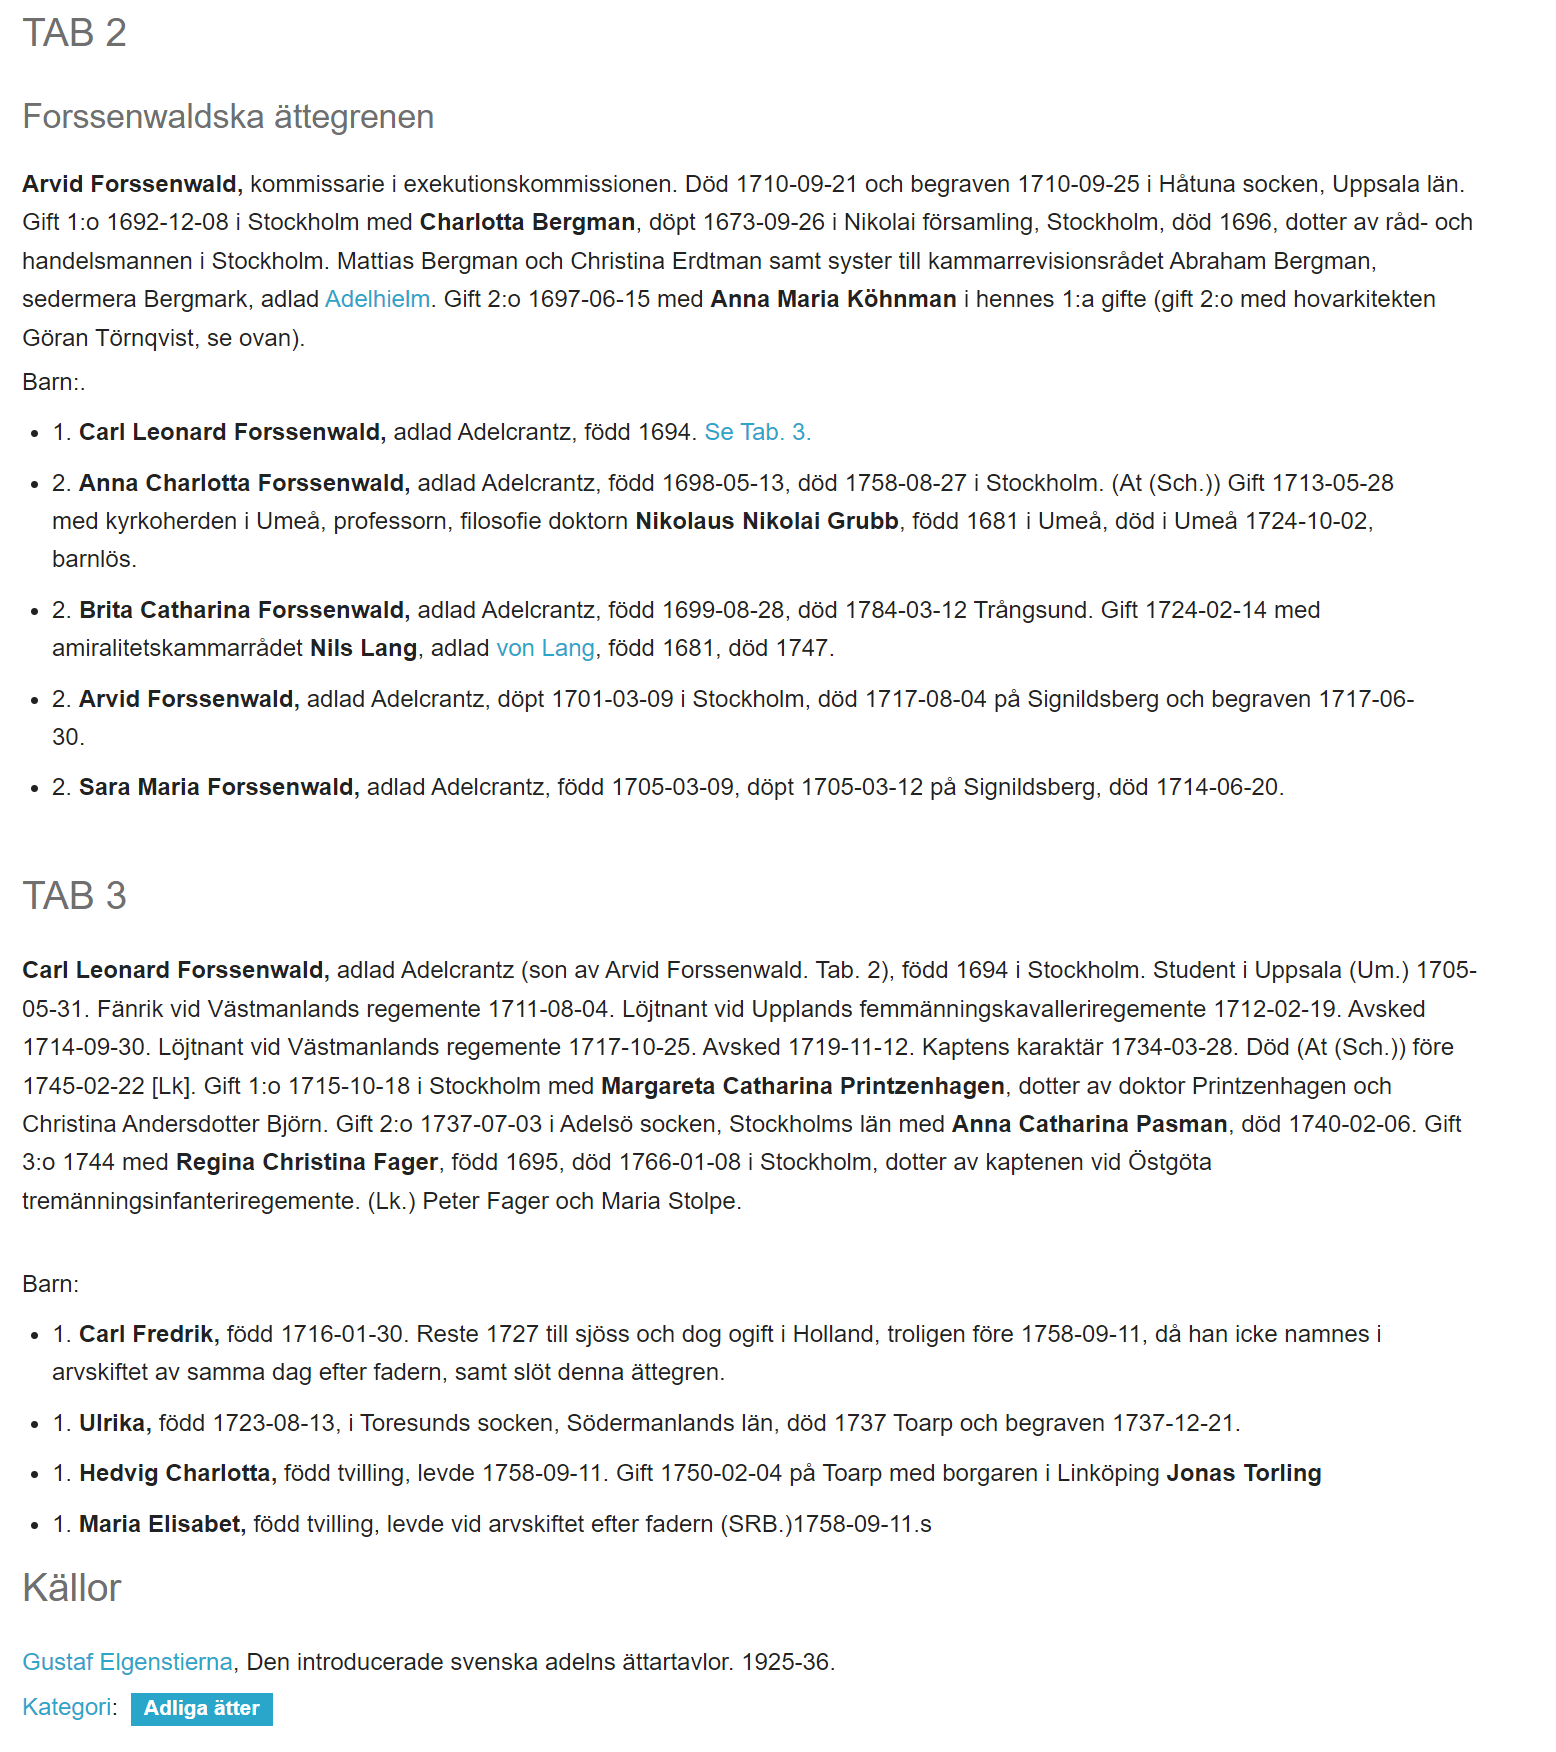 TAB 2
Forssenwaldska ättegrenen
Arvid Forssenwald, kommissarie i exekutionskommissionen. Död 1710-09-21 och begraven 1710-09-25 i Håtuna socken, Uppsala län.
Gift 1:o 1692-12-08 i Stockholm med Charlotta Bergman, döpt 1673-09-26 i Nikolai församling, Stockholm, död 1696, dotter av råd- och
handelsmannen i Stockholm. Mattias Bergman och Christina Erdtman samt syster till kammarrevisionsrådet Abraham Bergman,
sedermera Bergmark, adlad Adelhielm. Gift 2:o 1697-06-15 med Anna Maria Köhnman i hennes 1:a gifte (gift 2:o med hovarkitekten
Göran Törnqvist, se ovan).
Barn:.
• 1. Carl Leonard Forssenwald, adlad Adelcrantz, född 1694. Se Tab. 3.
• 2. Anna Charlotta Forssenwald, adlad Adelcrantz, född 1698-05-13, död 1758-08-27 i Stockholm. (At (Sch.)) Gift 1713-05-28
med kyrkoherden i Umeå, professorn, filosofie doktorn Nikolaus Nikolai Grubb, född 1681 i Umeå, död i Umeå 1724-10-02,
barnlös.
• 2. Brita Catharina Forssenwald, adlad Adelcrantz, född 1699-08-28, död 1784-03-12 Trångsund. Gift 1724-02-14 med
amiralitetskammarrådet Nils Lang, adlad von Lang, född 1681, död 1747.
• 2. Arvid Forssenwald, adlad Adelcrantz, döpt 1701-03-09 i Stockholm, död 1717-08-04 på Signildsberg och begraven 1717-06-
30.
• 2. Sara Maria Forssenwald, adlad Adelcrantz, född 1705-03-09, döpt 1705-03-12 på Signildsberg, död 1714-06-20.
TAB 3
Carl Leonard Forssenwald, adlad Adelcrantz (son av Arvid Forssenwald. Tab. 2), född 1694 i Stockholm. Student i Uppsala (Um.) 1705-
05-31. Fänrik vid Västmanlands regemente 1711-08-04. Löjtnant vid Upplands femmänningskavalleriregemente 1712-02-19. Avsked
1714-09-30. Löjtnant vid Västmanlands regemente 1717-10-25. Avsked 1719-11-12. Kaptens karaktär 1734-03-28. Död (At (Sch.)) före
1745-02-22 [Lk]. Gift 1:o 1715-10-18 i Stockholm med Margareta Catharina Printzenhagen, dotter av doktor Printzenhagen och
Christina Andersdotter Björn. Gift 2:o 1737-07-03 i Adelsö socken, Stockholms län med Anna Catharina Pasman, död 1740-02-06. Gift
3:o 1744 med Regina Christina Fager, född 1695, död 1766-01-08 i Stockholm, dotter av kaptenen vid Östgöta
tremänningsinfanteriregemente. (Lk.) Peter Fager och Maria Stolpe.
Barn:
• 1. Carl Fredrik, född 1716-01-30. Reste 1727 till sjöss och dog ogift i Holland, troligen före 1758-09-11, då han icke namnes i
arvskiftet av samma dag efter fadern, samt slöt denna ättegren.
• 1. Ulrika, född 1723-08-13, i Toresunds socken, Södermanlands län, död 1737 Toarp och begraven 1737-12-21.
• 1. Hedvig Charlotta, född tvilling, levde 1758-09-11. Gift 1750-02-04 på Toarp med borgaren i Linköping Jonas Torling
• 1. Maria Elisabet, född tvilling, levde vid arvskiftet efter fadern (SRB.)1758-09-11.s
Källor
Gustaf Elgenstierna, Den introducerade svenska adelns ättartavlor. 1925-36.
Kategori: Adliga ätter